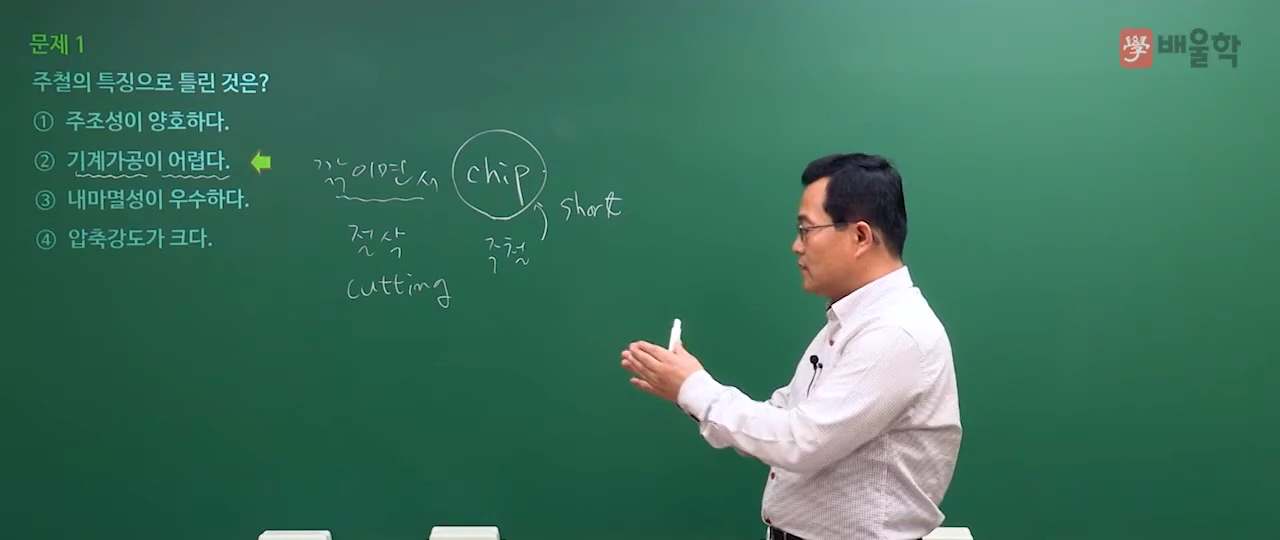 문제 1
주철의 특징으로 틀린 것은?
① 주조성이 양호하다.
② 기계가공이 어렵다.
③ 내마멸성이 우수하다.
④ 압축강도가 크다.
깎이면서 chip
절삭
cutting
주철
short
學 배울학